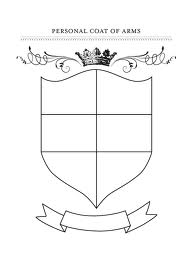 PERSONAL COAT OF ARMS